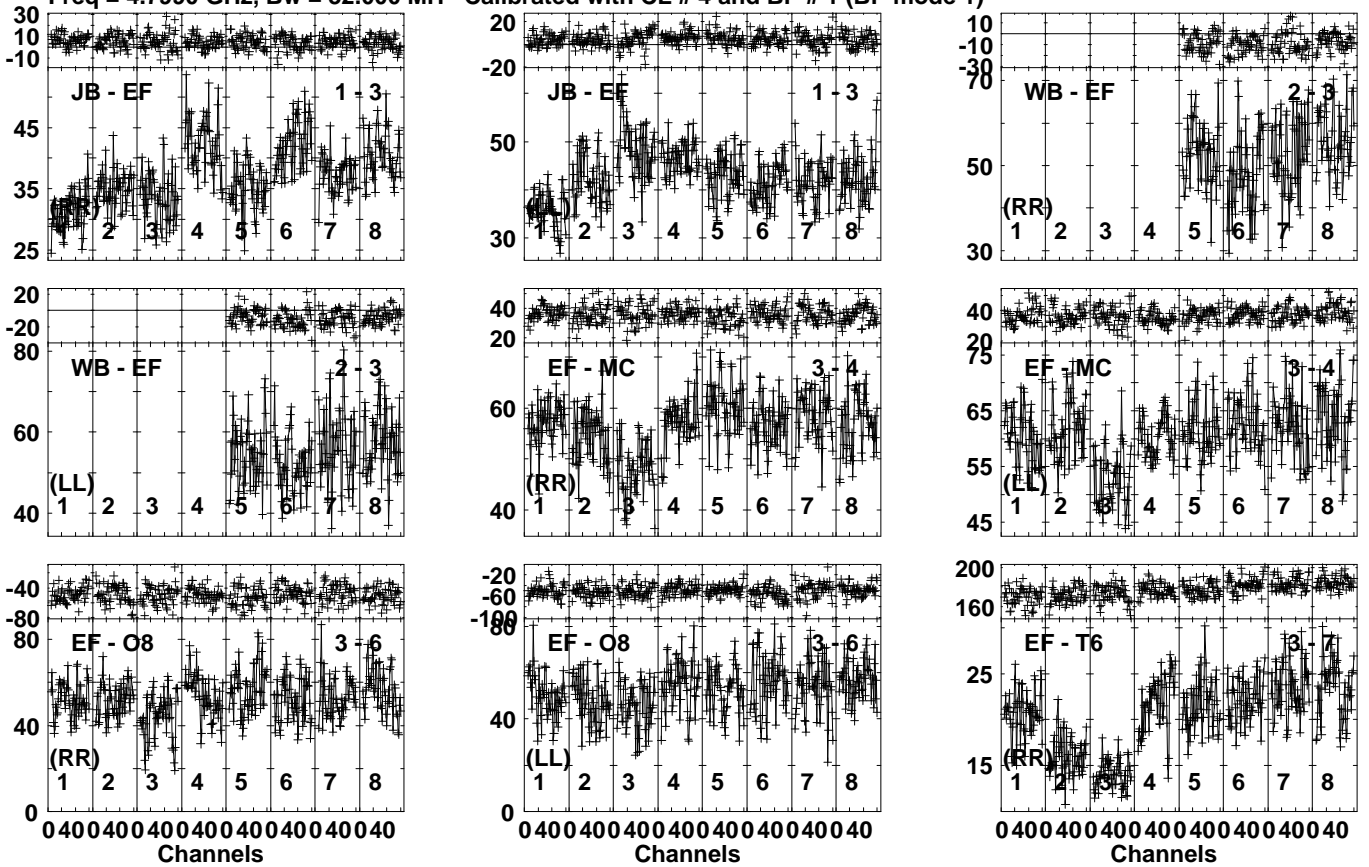 Freq = 4.7990 GHz, Bw = 32.000 MH Calibrated with CL # 4 and BP # 1 (BP mode 1)
30
10
-10
JB - EF 1 - 3
45
35
25
(RR)
1 2 3 4 5 6 7 8
20
-20
JB - EF 1 - 3
50
30
(LL)
1 2 3 4 5 6 7 8
10
-10
-30
70
WB - EF 2 - 3
50
30
(RR)
1 2 3 4 5 6 7 8
20
-20
80
WB - EF 2 - 3
60
40
(LL)
1 2 3 4 5 6 7 8
40
20
EF - MC 3 - 4
60
40
(RR)
1 2 3 4 5 6 7 8
40
20
75
EF - MC 3 - 4
65
55
45
(LL)
1 2 3 4 5 6 7 8
-40
-80
80
EF - O8 3 - 6
40
0
(RR)
1 2 3 4 5 6 7 8
0 40 0 40 0 40 0 40 0 40 0 40 0 40 0 40
Channels
-20
-60
-100
80
EF - O8 3 - 6
40
0
(LL)
1 2 3 4 5 6 7 8
0 40 0 40 0 40 0 40 0 40 0 40 0 40 0 40
Channels
200
160
EF - T6 3 - 7
25
15
(RR)
1 2 3 4 5 6 7 8
0 40 0 40 0 40 0 40 0 40 0 40 0 40 0 40
Channels